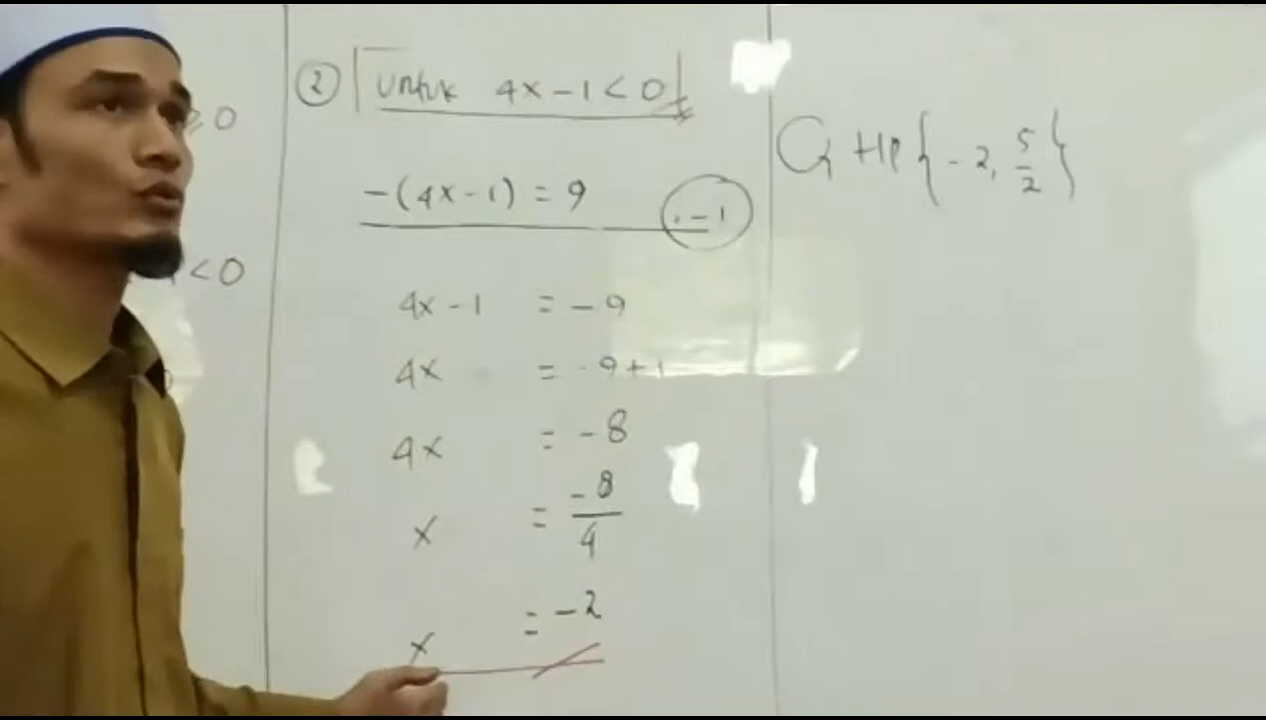 ≥ 0
< 0
② untuk 4x - 1 < 0
-(4x - 1) = 9 . -1
4x - 1 = -9
4x = -9 + 1
4x = -8
x = -8/4
x = -2
HP { -2, 5/2 }